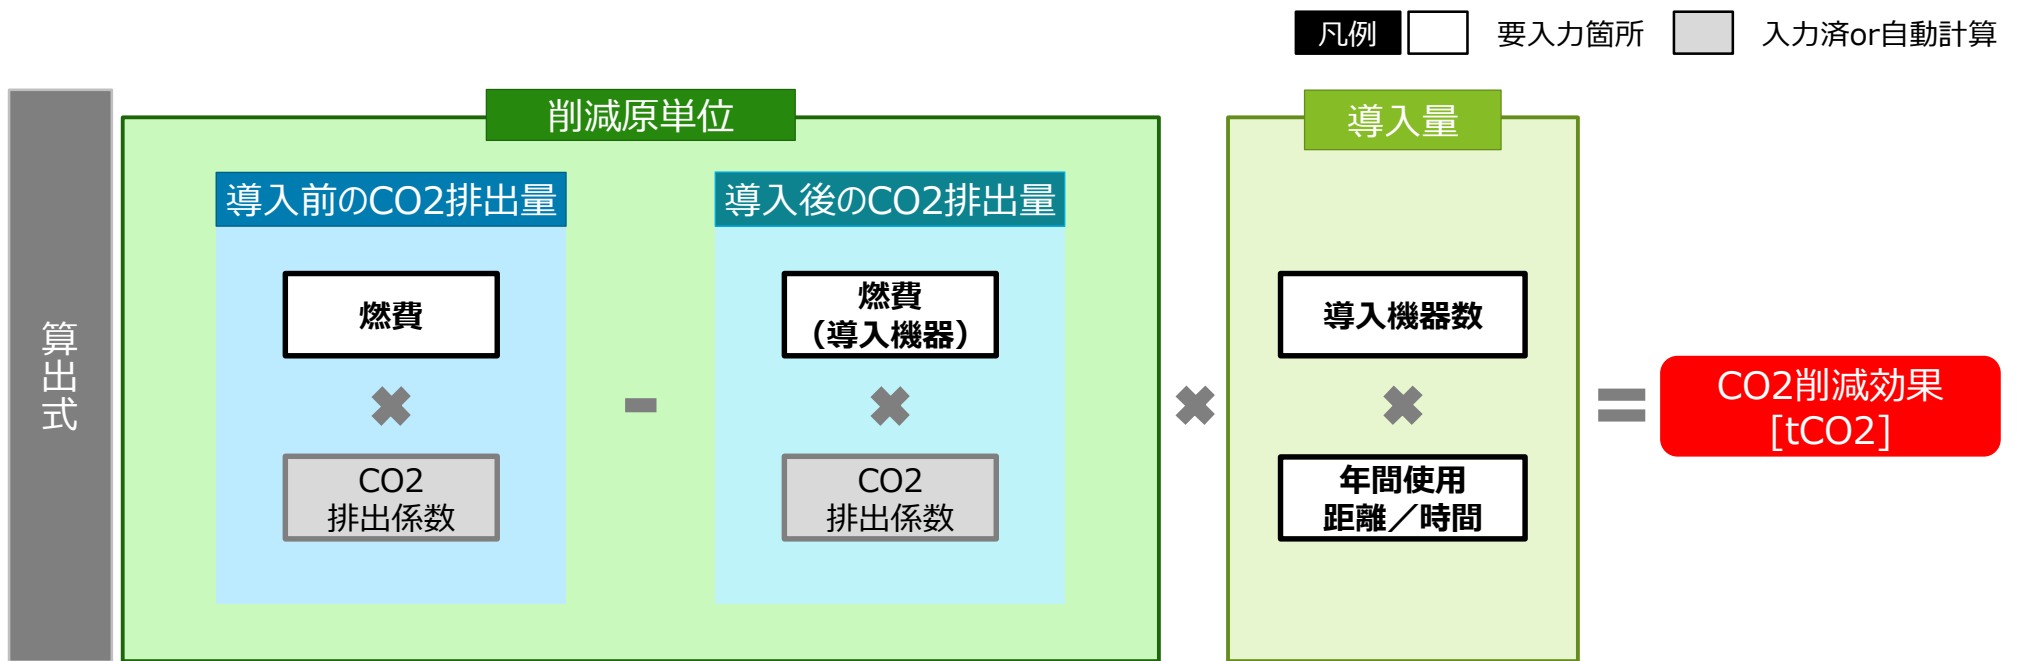 凡例 要入力箇所 入力済or自動計算
算出式
削減原単位
導入前のCO2排出量
燃費
✖
CO2
排出係数
-
導入後のCO2排出量
燃費
（導入機器）
✖
CO2
排出係数
✖
導入量
導入機器数
✖
年間使用
距離／時間
=
CO2削減効果
[tCO2]